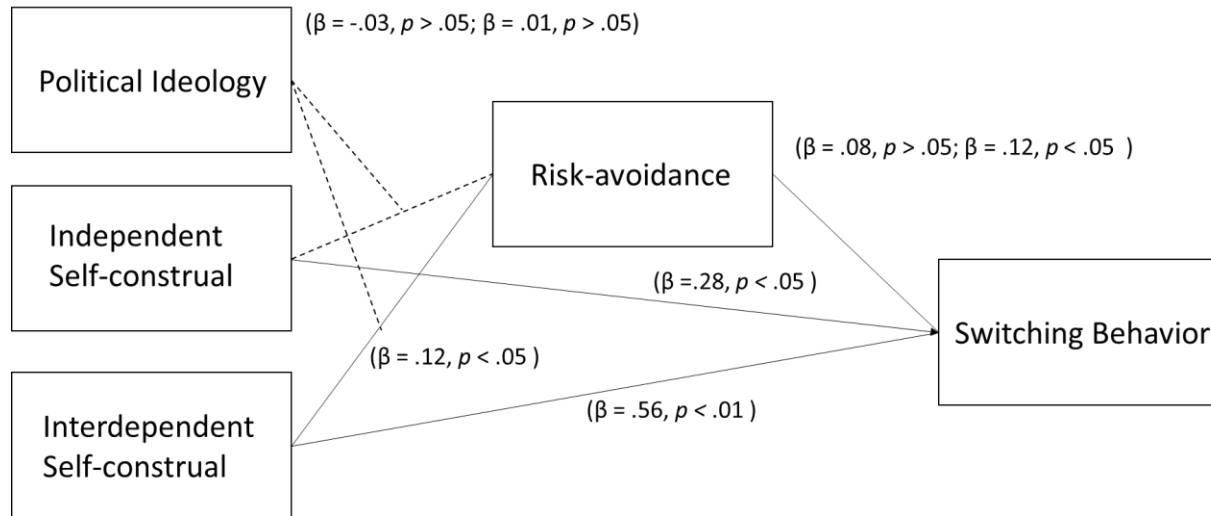 (β = -.03, p > .05; β = .01, p > .05)
Political Ideology
Risk-avoidance
(β = .08, p > .05; β = .12, p < .05 )
Independent
Self-construal
(β =.28, p < .05 )
Switching Behavior
(β = .12, p < .05 )
(β = .56, p < .01 )
Interdependent
Self-construal